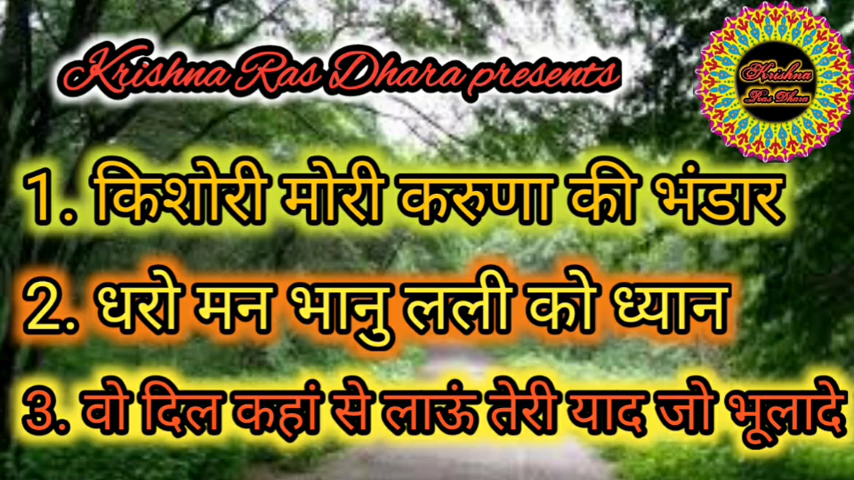 Krishna Ras Dhara presents
Krishna
Ras Dhara
1. किशोरी मोरी करुणा की भंडार
2. धरो मन भानु लली को ध्यान
3. वो दिल कहां से लाऊं तेरी याद जो भूलादे